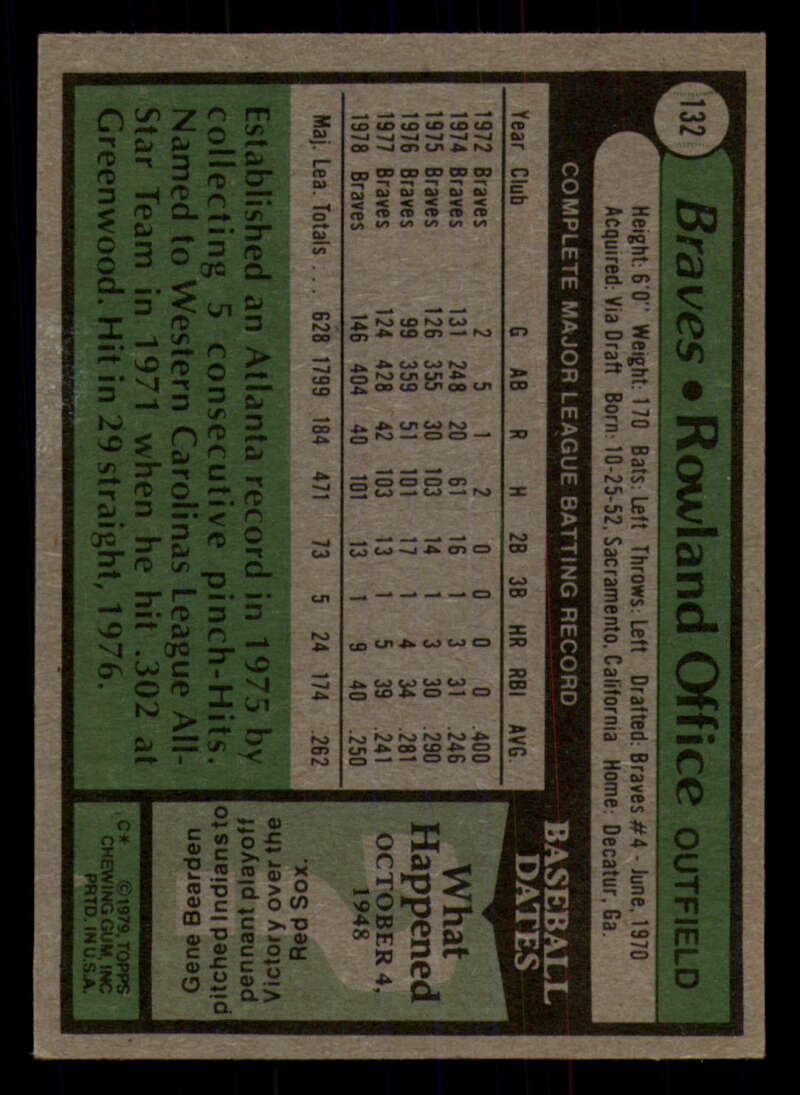 132
Braves • Rowland Office OUTFIELD
Height: 6'0" Weight: 170 Bats: Left Throws: Left Drafted: Braves #4 - June, 1970
Acquired: Via Draft Born: 10-25-52, Sacramento, California Home: Decatur, Ga.
COMPLETE MAJOR LEAGUE BATTING RECORD
Year Club G AB R H 2B 3B HR RBI AVG.
1972 Braves 2 5 1 2 0 0 0 0 .400
1974 Braves 131 248 20 61 16 1 3 31 .246
1975 Braves 126 355 30 103 14 1 3 30 .290
1976 Braves 99 359 51 101 17 1 4 34 .281
1977 Braves 124 428 42 103 13 1 5 39 .241
1978 Braves 146 404 40 101 13 1 9 40 .250
Maj. Lea. Totals ... 628 1799 184 471 73 5 24 174 .262
Established an Atlanta record in 1975 by
collecting 5 consecutive pinch-Hits.
Named to Western Carolinas League All-
Star Team in 1971 when he hit .302 at
Greenwood. Hit in 29 straight, 1976.
BASEBALL
DATES
What
Happened
OCTOBER 4,
1948
Gene Bearden
pitched Indians to
pennant playoff
Victory over the
Red Sox.
C* ©1979, TOPPS
CHEWING GUM, INC
PRTD. IN U.S.A.